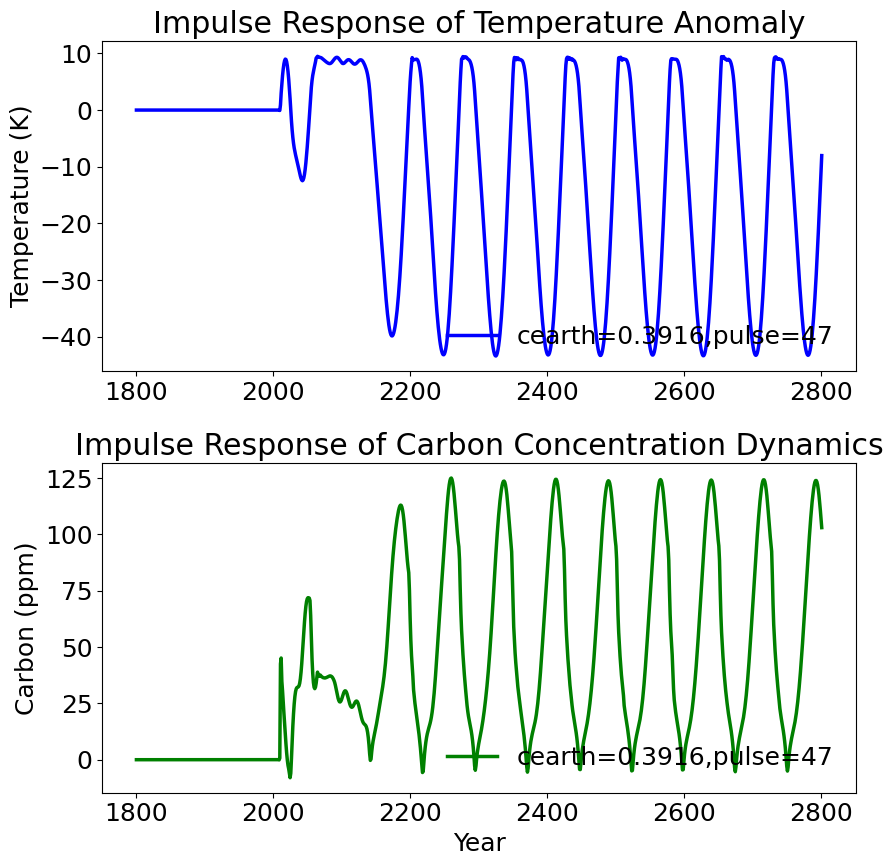 Impulse Response of Temperature Anomaly
Temperature (K)
10
0
−10
−20
−30
−40
cearth=0.3916,pulse=47
1800 2000 2200 2400 2600 2800
Impulse Response of Carbon Concentration Dynamics
Carbon (ppm)
125
100
75
50
25
0
cearth=0.3916,pulse=47
1800 2000 2200 2400 2600 2800
Year